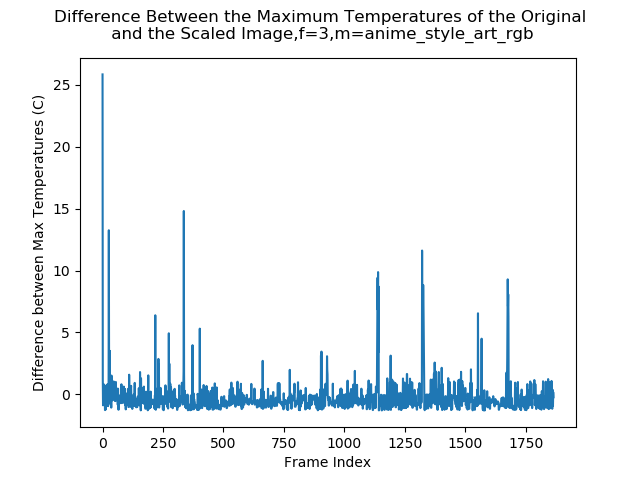 Difference Between the Maximum Temperatures of the Original
and the Scaled Image,f=3,m=anime_style_art_rgb
Difference between Max Temperatures (C)
25
20
15
10
5
0
0 250 500 750 1000 1250 1500 1750
Frame Index